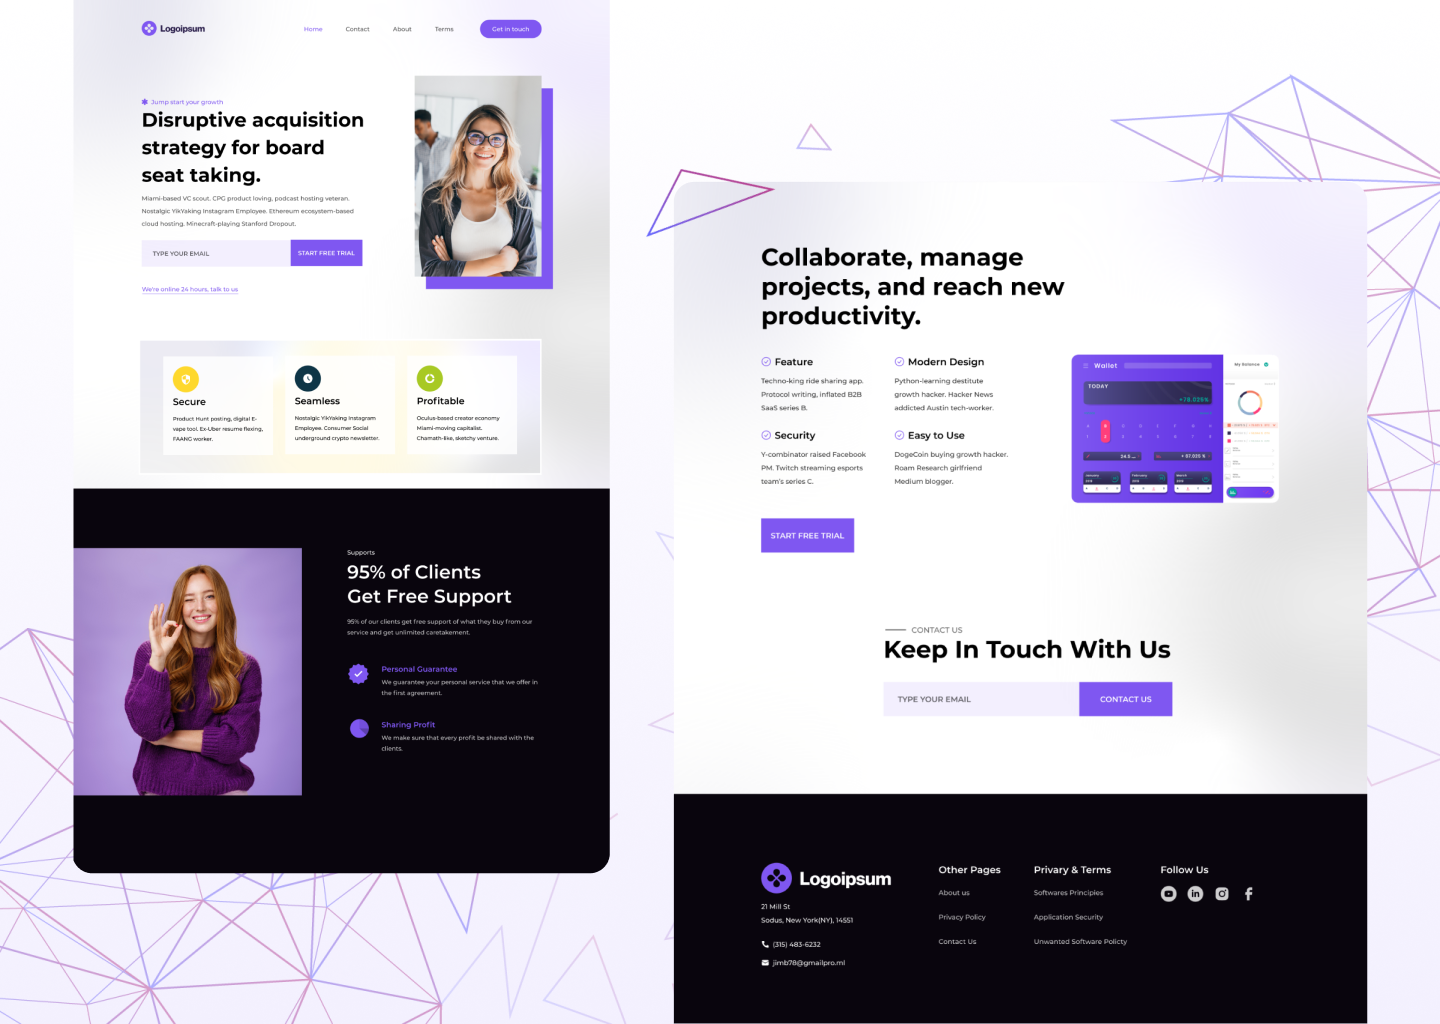 Logoipsum
Home
Contact
About
Terms
Get in touch
Jump start your growth
Disruptive acquisition
strategy for board
seat taking.
Miami-based VC scout. CPG product loving, podcast hosting veteran.
Nostalgic YikYaking Instagram Employee. Ethereum ecosystem-based
cloud hosting. Minecraft-playing Stanford Dropout.
TYPE YOUR EMAIL
START FREE TRIAL
We're online 24 hours, talk to us
Secure
Product Hunt posting, digital E-
vape tool. Ex-Uber resume flexing,
FAANG worker.
Seamless
Nostalgic YikYaking Instagram
Employee. Consumer Social
underground crypto newsletter.
Profitable
Oculus-based creator economy
Miami-moving capitalist.
Chamath-like, sketchy venture.
Supports
95% of Clients
Get Free Support
95% of our clients get free support of what they buy from our
service and get unlimited caretakement.
Personal Guarantee
We guarantee your personal service that we offer in
the first agreement.
Sharing Profit
We make sure that every profit be shared with the
clients.
Collaborate, manage
projects, and reach new
productivity.
Feature
Techno-king ride sharing app.
Protocol writing, inflated B2B
SaaS series B.
Modern Design
Python-learning destitute
growth hacker. Hacker News
addicted Austin tech-worker.
Security
Y-combinator raised Facebook
PM. Twitch streaming esports
team's series C.
Easy to Use
DogeCoin buying growth hacker.
Roam Research girlfriend
Medium blogger.
START FREE TRIAL
Wallet
TODAY
+76.025%
24.5
+ 07.025 %
My Balance
CONTACT US
Keep In Touch With Us
TYPE YOUR EMAIL
CONTACT US
Logoipsum
21 Mill St
Sodus, New York(NY), 14551
(315) 483-6232
jimb78@gmailpro.ml
Other Pages
About us
Privacy Policy
Contact Us
Privary & Terms
Softwares Principles
Application Security
Unwanted Software Policty
Follow Us